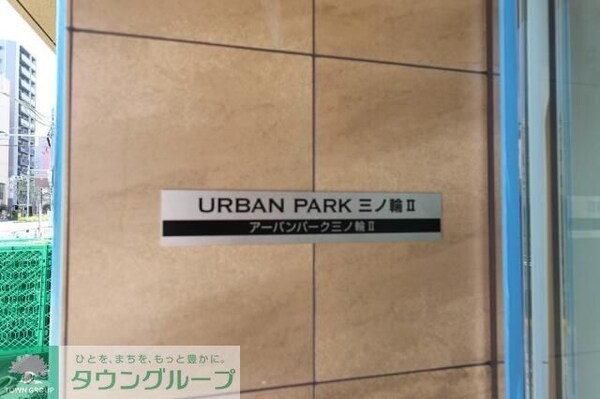 URBAN PARK 三ノ輪Ⅱ
アーバンパーク三ノ輪Ⅱ
ひとを、まちを、もっと豊かに。
タウングループ
TOWN GROUP